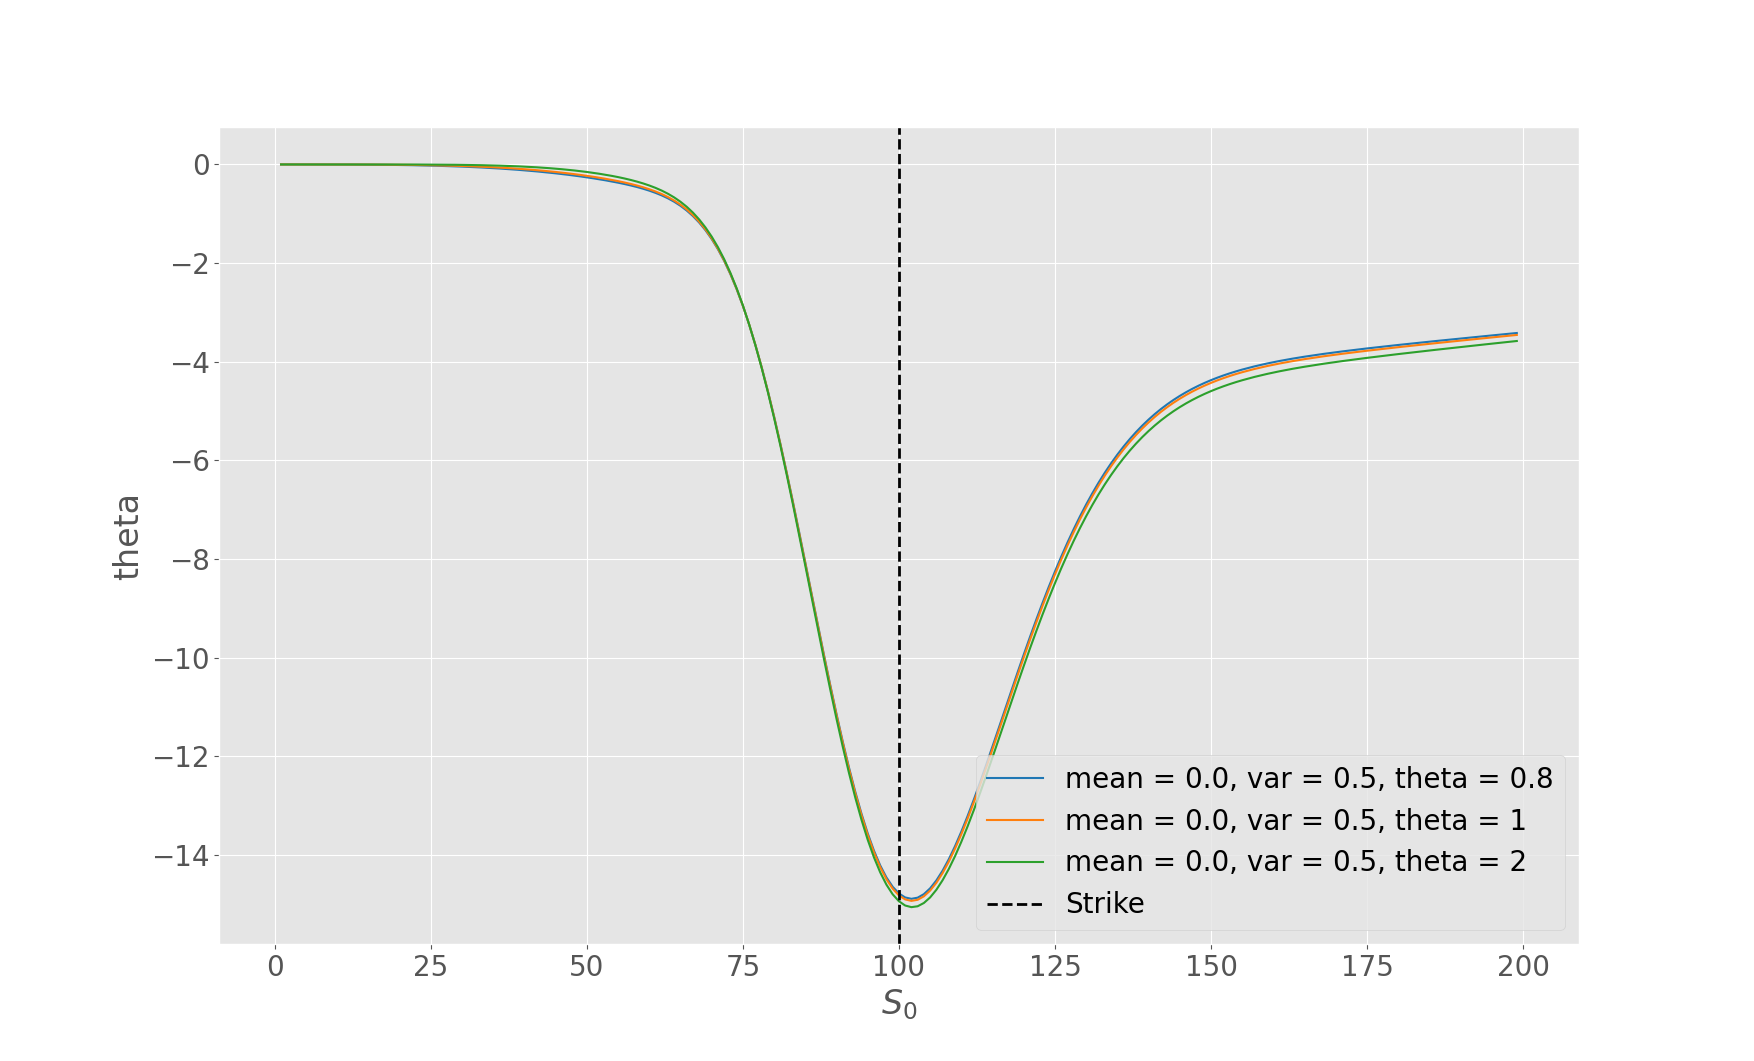 0
−2
−4
−6
−8
−10
−12
−14
theta
mean = 0.0, var = 0.5, theta = 0.8
mean = 0.0, var = 0.5, theta = 1
mean = 0.0, var = 0.5, theta = 2
Strike
0 25 50 75 100 125 150 175 200
S₀